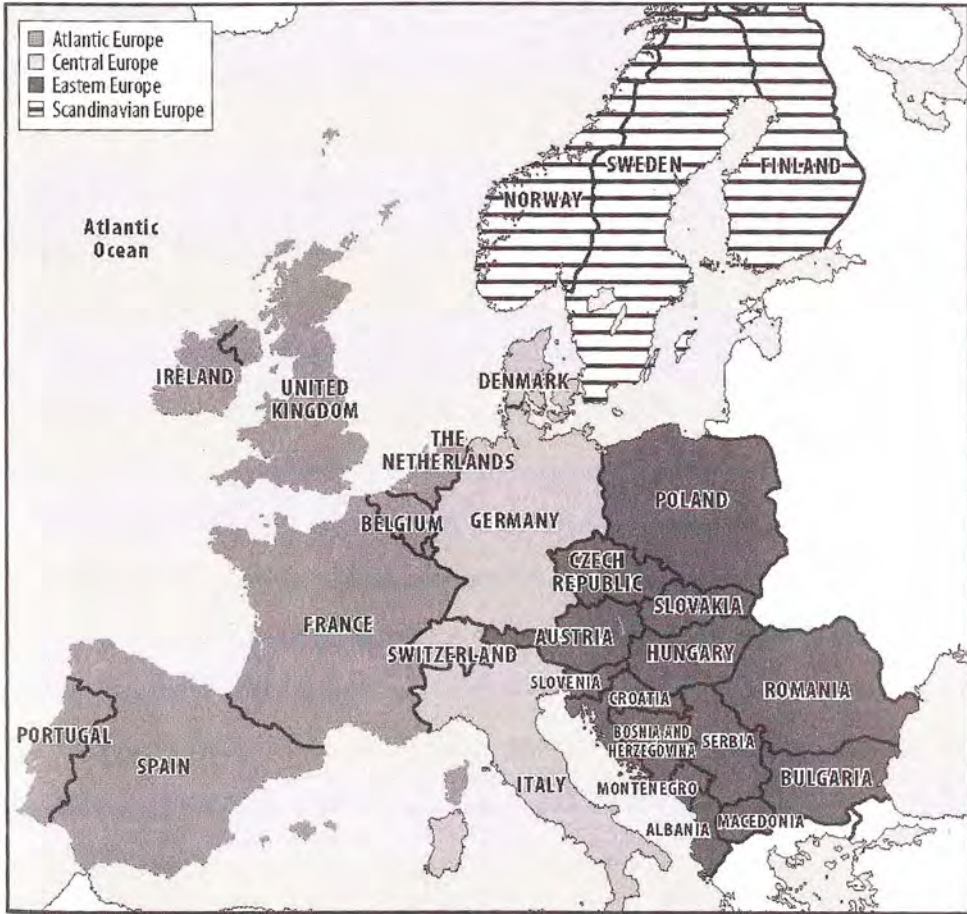 Atlantic Europe
Central Europe
Eastern Europe
Scandinavian Europe
Atlantic
Ocean
NORWAY
SWEDEN
FINLAND
IRELAND
UNITED
KINGDOM
DENMARK
THE
NETHERLANDS
BELGIUM
GERMANY
POLAND
CZECH
REPUBLIC
SLOVAKIA
FRANCE
SWITZERLAND
AUSTRIA
HUNGARY
SLOVENIA
CROATIA
ROMANIA
BOSNIA AND
HERZEGOVINA
SERBIA
PORTUGAL
SPAIN
ITALY
MONTENEGRO
BULGARIA
ALBANIA
MACEDONIA